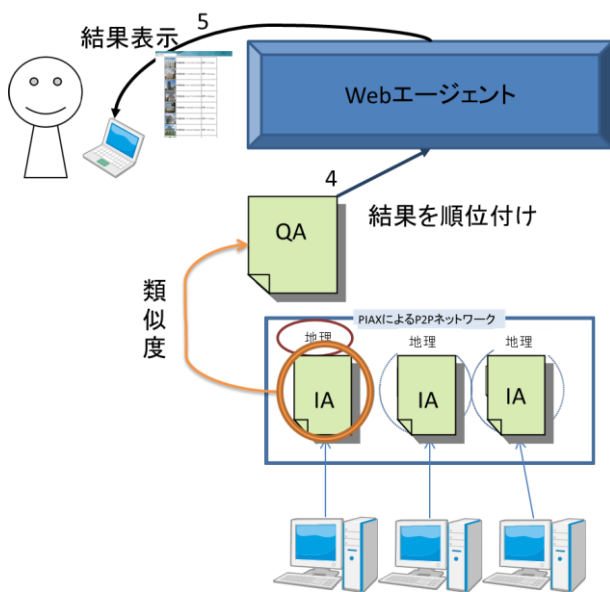 5
結果表示
Webエージェント
4
結果を順位付け
QA
類似度
PIAXによるP2Pネットワーク
地理
地理
地理
IA
IA
IA